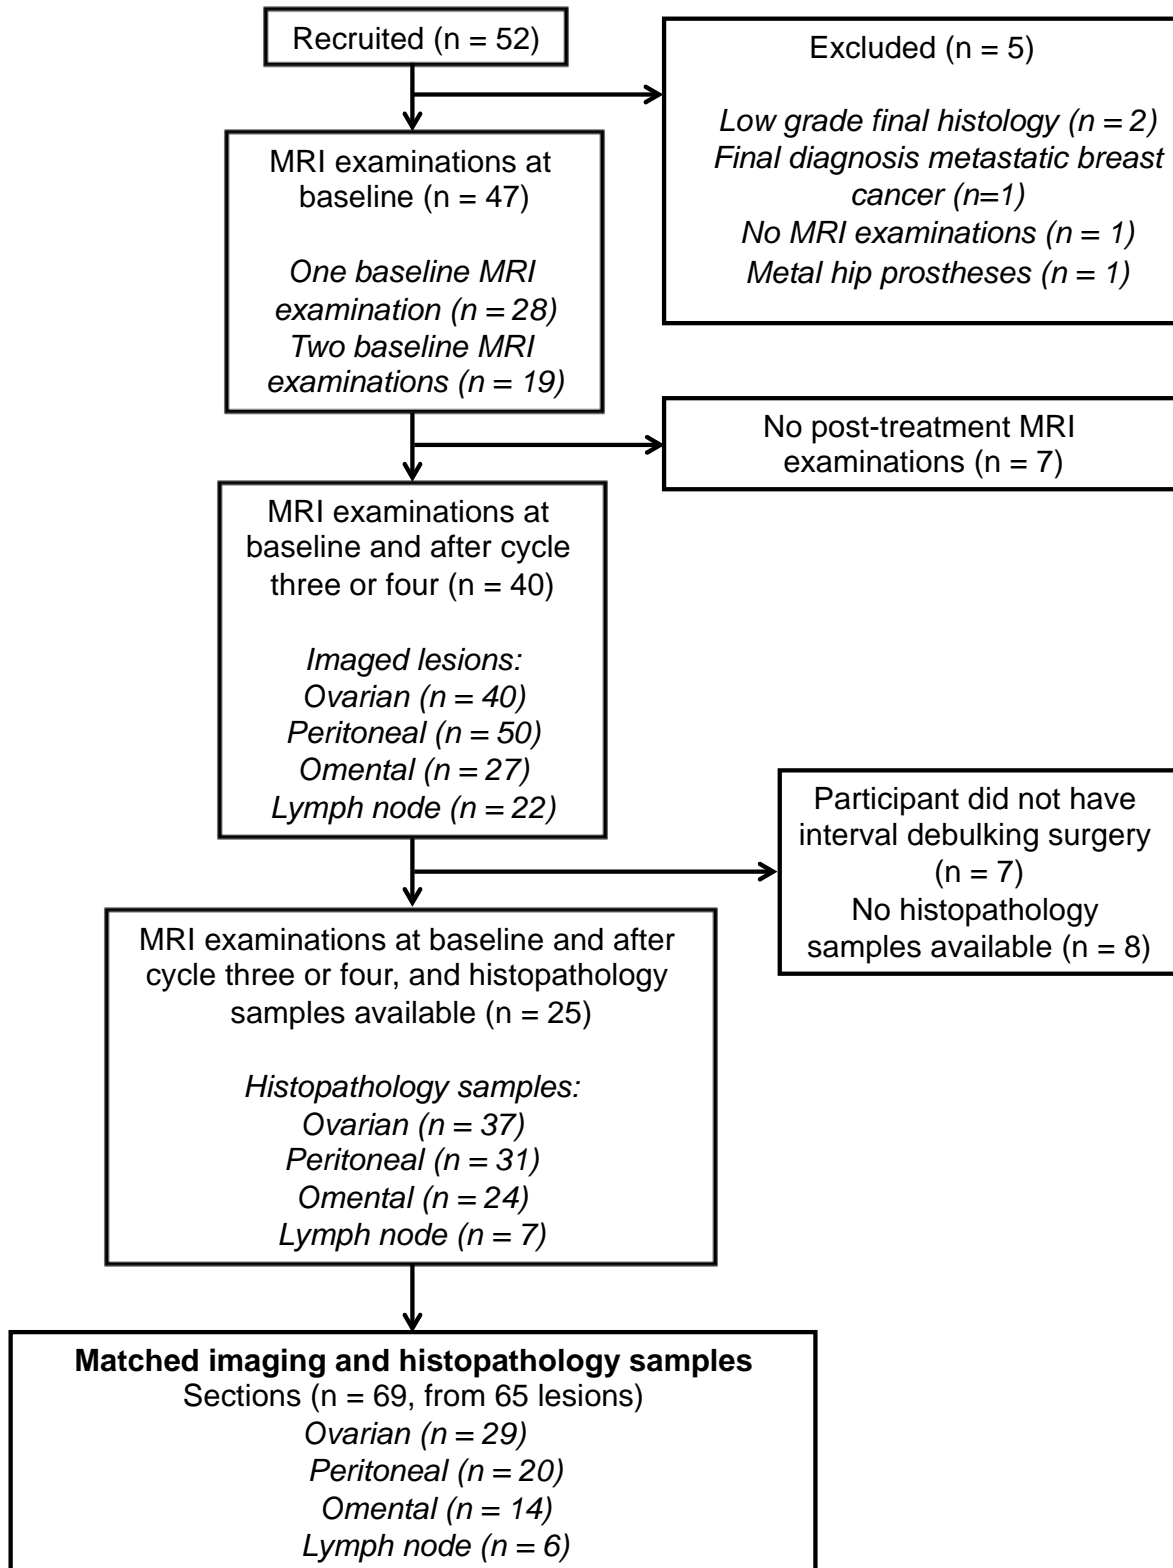 Recruited (n = 52)
Excluded (n = 5)
Low grade final histology (n = 2)
Final diagnosis metastatic breast
cancer (n=1)
No MRI examinations (n = 1)
Metal hip prostheses (n = 1)
MRI examinations at
baseline (n = 47)
One baseline MRI
examination (n = 28)
Two baseline MRI
examinations (n = 19)
No post-treatment MRI
examinations (n = 7)
MRI examinations at
baseline and after cycle
three or four (n = 40)
Imaged lesions:
Ovarian (n = 40)
Peritoneal (n = 50)
Omental (n = 27)
Lymph node (n = 22)
Participant did not have
interval debulking surgery
(n = 7)
No histopathology
samples available (n = 8)
MRI examinations at baseline and after
cycle three or four, and histopathology
samples available (n = 25)
Histopathology samples:
Ovarian (n = 37)
Peritoneal (n = 31)
Omental (n = 24)
Lymph node (n = 7)
Matched imaging and histopathology samples
Sections (n = 69, from 65 lesions)
Ovarian (n = 29)
Peritoneal (n = 20)
Omental (n = 14)
Lymph node (n = 6)